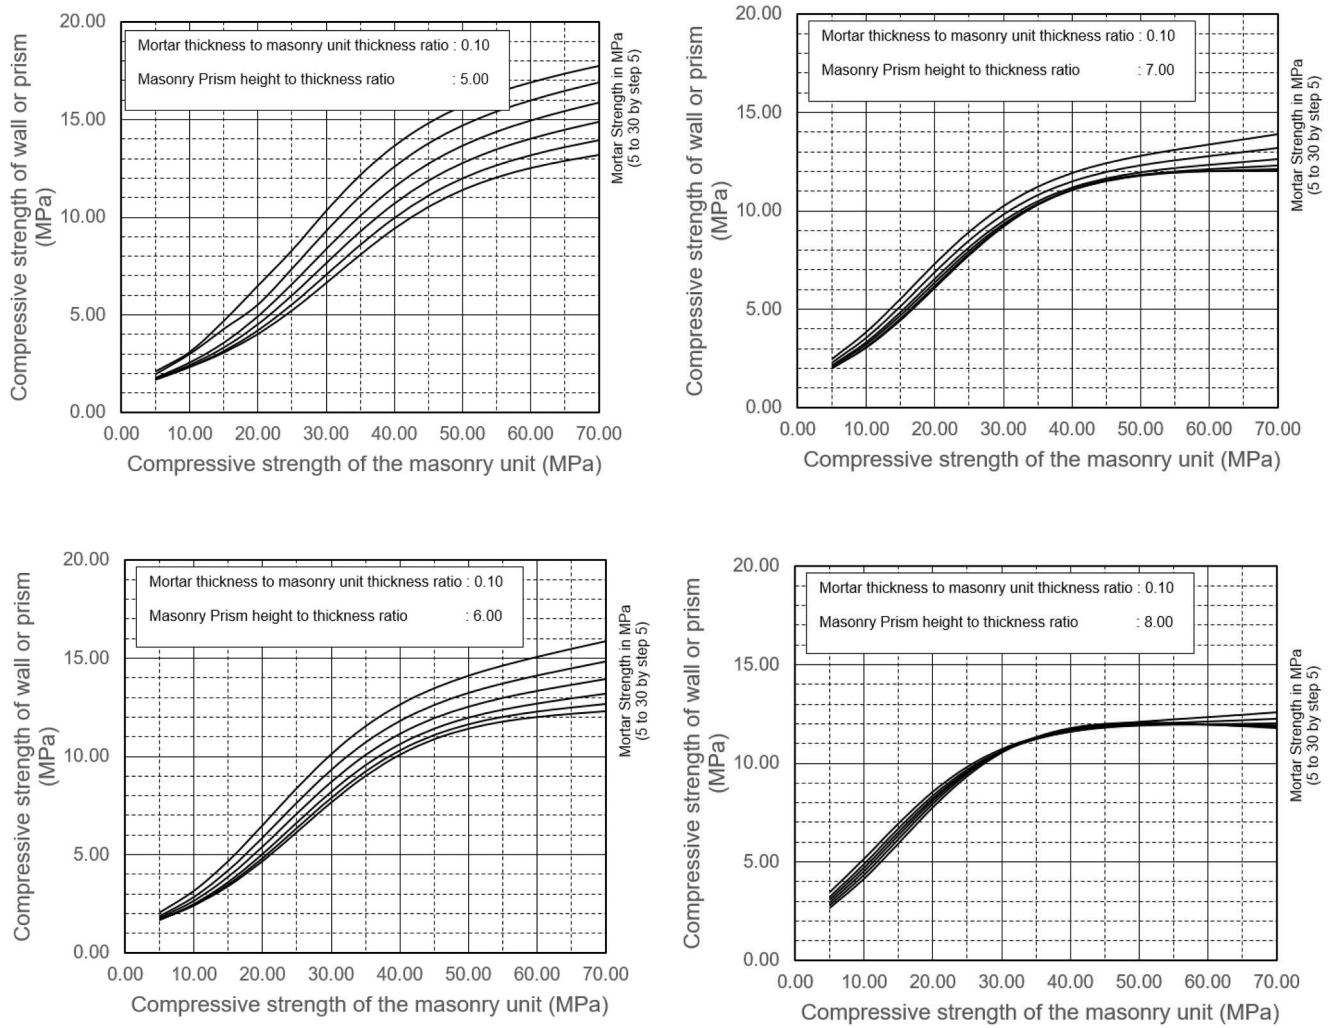 Compressive strength of wall or prism
(MPa)
20.00
15.00
10.00
5.00
0.00
Mortar thickness to masonry unit thickness ratio : 0.10
Masonry Prism height to thickness ratio : 5.00
Mortar Strength in MPa
(5 to 30 by step 5)
0.00 10.00 20.00 30.00 40.00 50.00 60.00 70.00
Compressive strength of the masonry unit (MPa)
Compressive strength of wall or prism
(MPa)
20.00
15.00
10.00
5.00
0.00
Mortar thickness to masonry unit thickness ratio : 0.10
Masonry Prism height to thickness ratio : 7.00
Mortar Strength in MPa
(5 to 30 by step 5)
0.00 10.00 20.00 30.00 40.00 50.00 60.00 70.00
Compressive strength of the masonry unit (MPa)
Compressive strength of wall or prism
(MPa)
20.00
15.00
10.00
5.00
0.00
Mortar thickness to masonry unit thickness ratio : 0.10
Masonry Prism height to thickness ratio : 6.00
Mortar Strength in MPa
(5 to 30 by step 5)
0.00 10.00 20.00 30.00 40.00 50.00 60.00 70.00
Compressive strength of the masonry unit (MPa)
Compressive strength of wall or prism
(MPa)
20.00
15.00
10.00
5.00
0.00
Mortar thickness to masonry unit thickness ratio : 0.10
Masonry Prism height to thickness ratio : 8.00
Mortar Strength in MPa
(5 to 30 by step 5)
0.00 10.00 20.00 30.00 40.00 50.00 60.00 70.00
Compressive strength of the masonry unit (MPa)